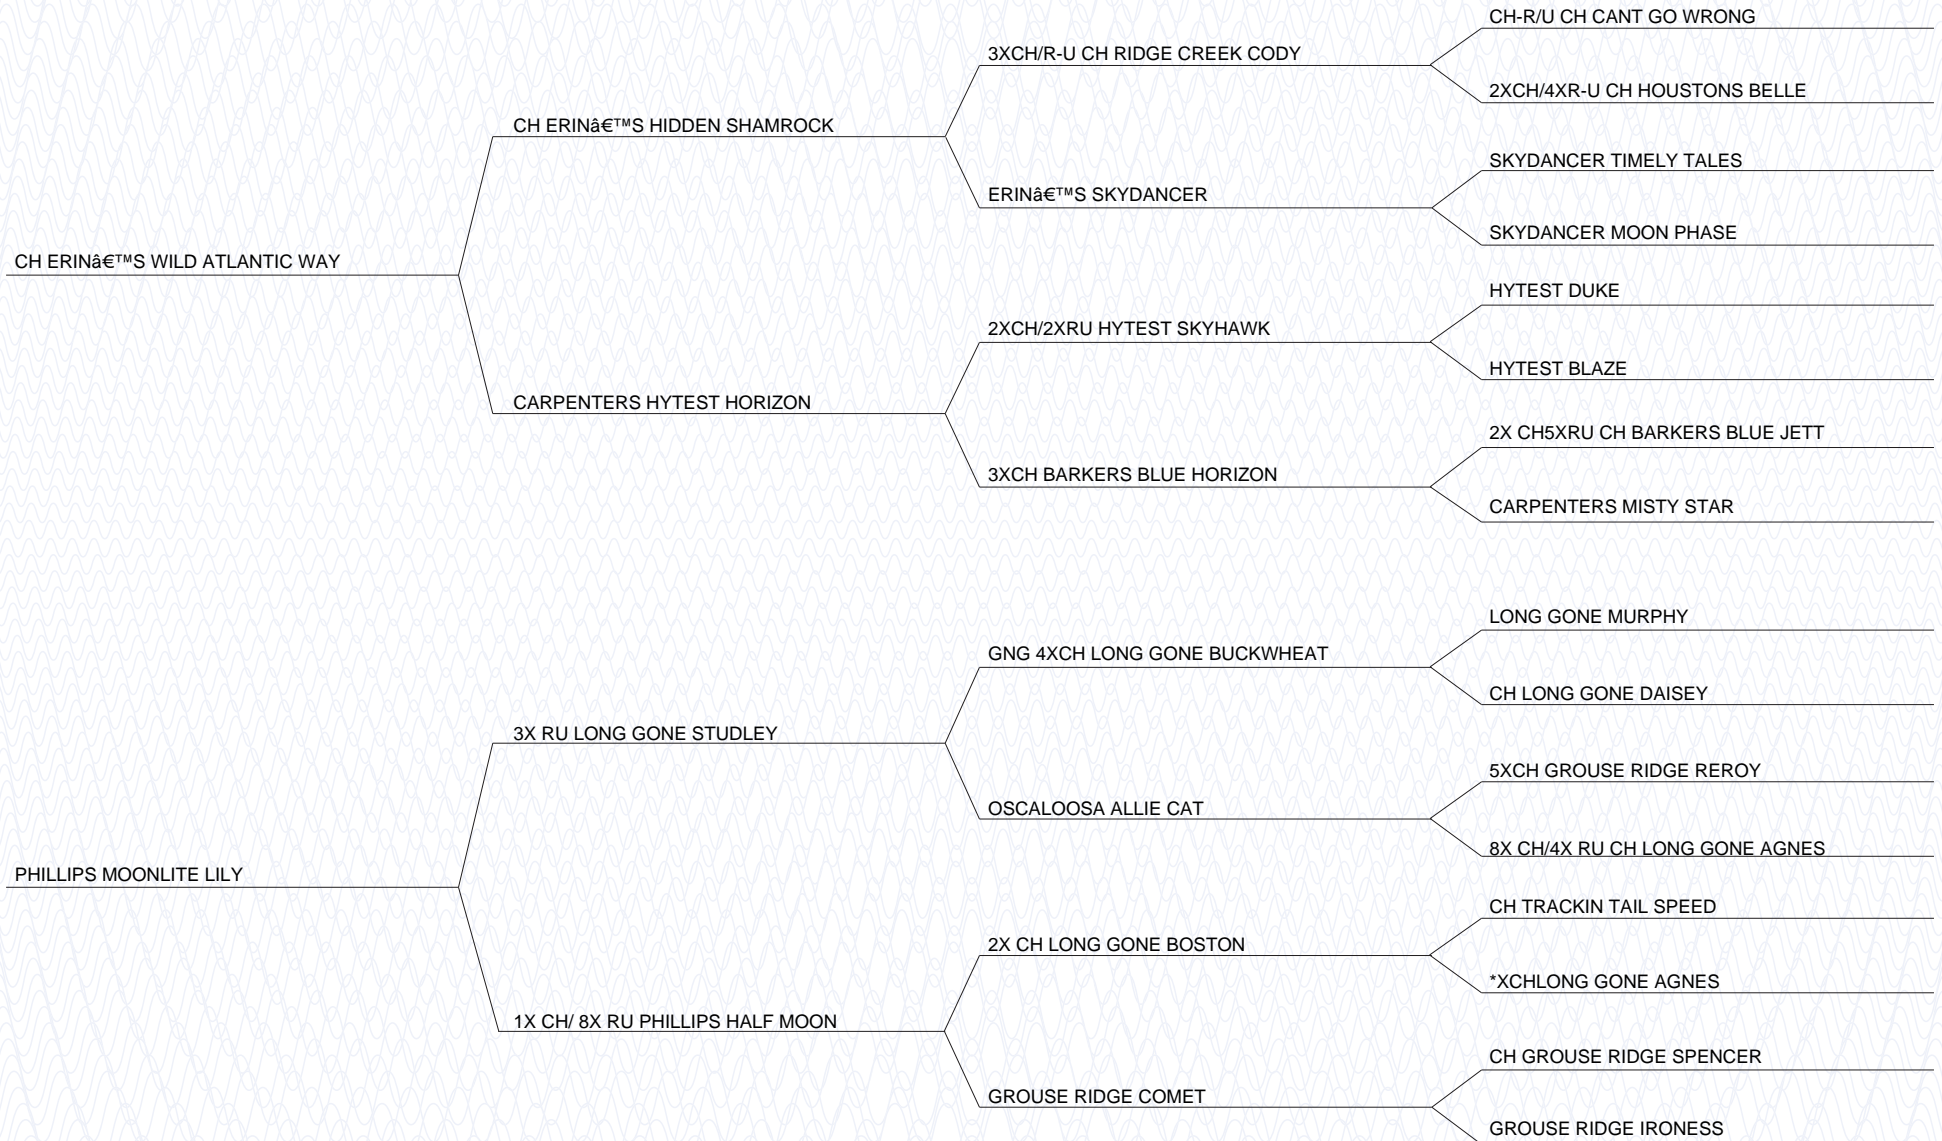 CH-R/U CH CANT GO WRONG
3XCH/R-U CH RIDGE CREEK CODY
2XCH/4XR-U CH HOUSTONS BELLE
CH ERINâ€™S HIDDEN SHAMROCK
SKYDANCER TIMELY TALES
ERINâ€™S SKYDANCER
SKYDANCER MOON PHASE
CH ERINâ€™S WILD ATLANTIC WAY
HYTEST DUKE
2XCH/2XRU HYTEST SKYHAWK
HYTEST BLAZE
CARPENTERS HYTEST HORIZON
2X CH5XRU CH BARKERS BLUE JETT
3XCH BARKERS BLUE HORIZON
CARPENTERS MISTY STAR
LONG GONE MURPHY
GNG 4XCH LONG GONE BUCKWHEAT
CH LONG GONE DAISEY
3X RU LONG GONE STUDLEY
5XCH GROUSE RIDGE REROY
OSCALOOSA ALLIE CAT
8X CH/4X RU CH LONG GONE AGNES
PHILLIPS MOONLITE LILY
CH TRACKIN TAIL SPEED
2X CH LONG GONE BOSTON
*XCHLONG GONE AGNES
1X CH/ 8X RU PHILLIPS HALF MOON
CH GROUSE RIDGE SPENCER
GROUSE RIDGE COMET
GROUSE RIDGE IRONESS